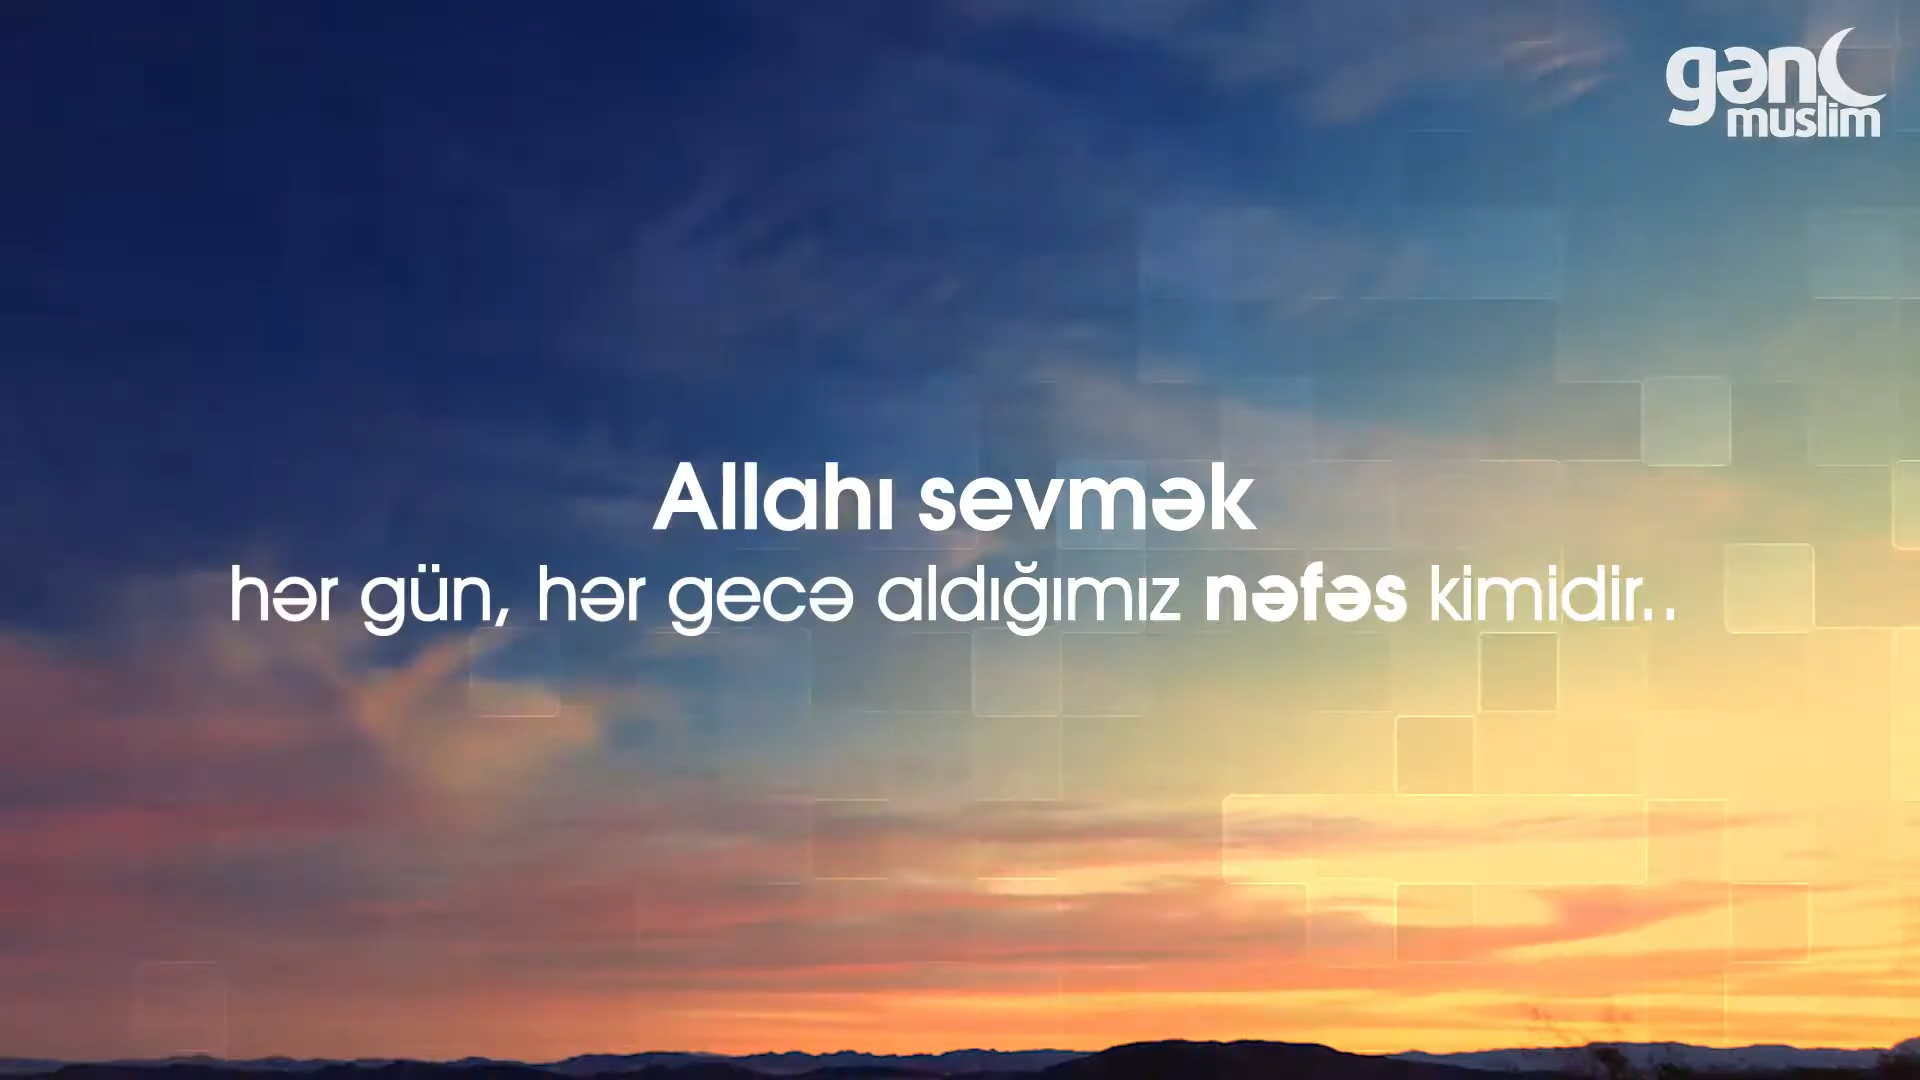 gənc
muslim
Allahı sevmək
hər gün, hər gecə aldığımız nəfəs kimidir..